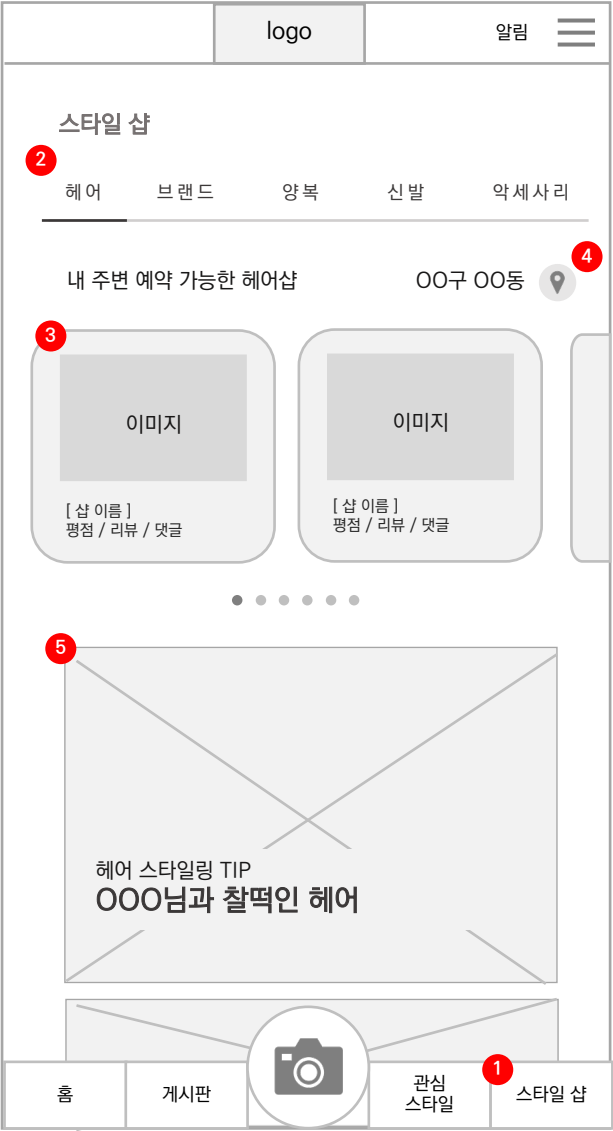 logo
알림
스타일 샵
2
헤어 브랜드 양복 신발 악세사리
4
내 주변 예약 가능한 헤어샵 OO구 OO동
3
이미지
이미지
[ 샵 이름 ]
평점 / 리뷰 / 댓글
[ 샵 이름 ]
평점 / 리뷰 / 댓글
5
헤어 스타일링 TIP
OOO님과 찰떡인 헤어
홈
게시판
관심
스타일
1
스타일 샵